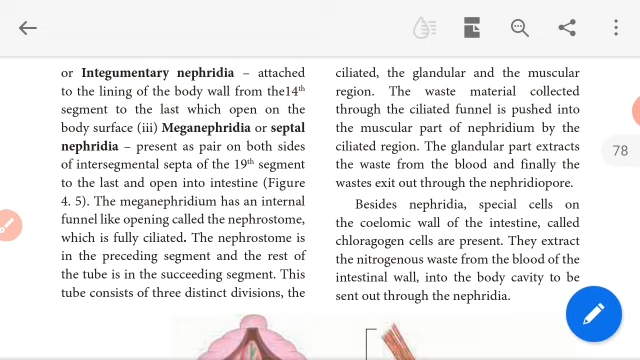 or Integumentary nephridia – attached
to the lining of the body wall from the14th
segment to the last which open on the
body surface (iii) Meganephridia or septal
nephridia – present as pair on both sides
of intersegmental septa of the 19th segment
to the last and open into intestine (Figure
4. 5). The meganephridium has an internal
funnel like opening called the nephrostome,
which is fully ciliated. The nephrostome is
in the preceding segment and the rest of
the tube is in the succeeding segment. This
tube consists of three distinct divisions, the
ciliated, the glandular and the muscular
region. The waste material collected
through the ciliated funnel is pushed into
the muscular part of nephridium by the
ciliated region. The glandular part extracts
the waste from the blood and finally the
wastes exit out through the nephridiopore.
Besides nephridia, special cells on
the coelomic wall of the intestine, called
chloragogen cells are present. They extract
the nitrogenous waste from the blood of the
intestinal wall, into the body cavity to be
sent out through the nephridia.
78